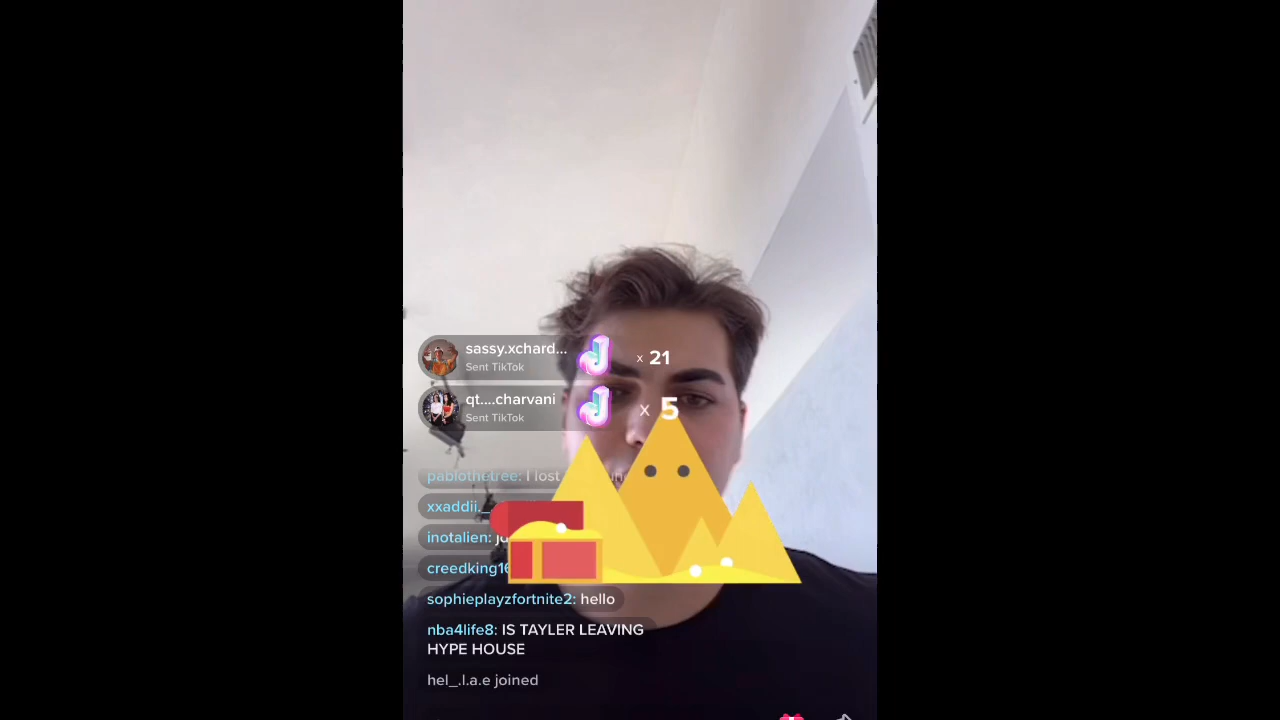 sassy.xchard...
Sent TikTok
x 21
qt....charvani
Sent TikTok
x 5
pablothetree: I lost
xxaddii._
inotalien:
creedking16
sophieplayzfortnite2: hello
nba4life8: IS TAYLER LEAVING
HYPE HOUSE
hel_.l.a.e joined